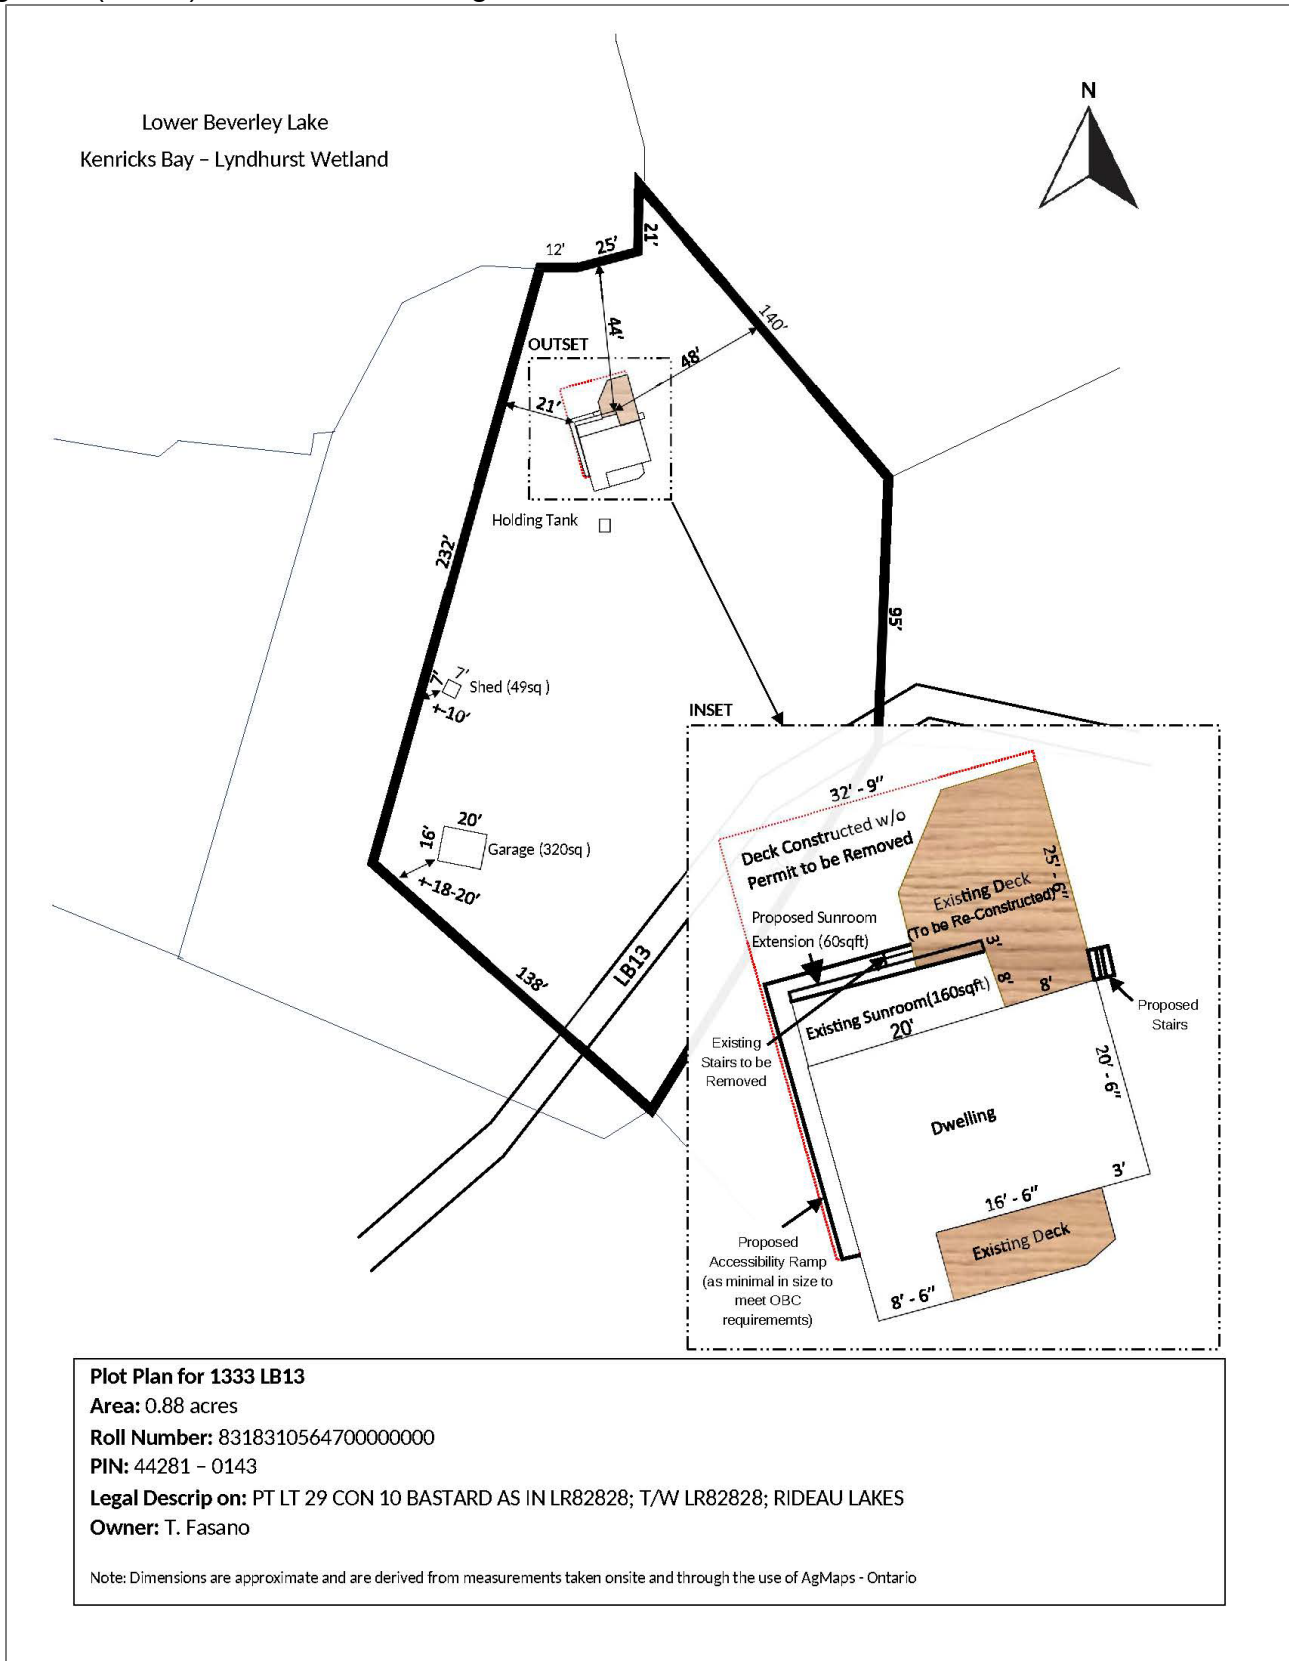 Lower Beverley Lake
Kenricks Bay – Lyndhurst Wetland
N
12'
25'
21'
140'
44'
48'
OUTSET
21'
Holding Tank
232'
95'
7'
7'
Shed (49sq )
+-10'
INSET
20'
16'
Garage (320sq )
+-18-20'
138'
LB13
32' - 9"
Deck Constructed w/o
Permit to be Removed
25' - 6"
Existing Deck
(To be Re-Constructed)
Proposed Sunroom
Extension (60sqft)
3'
8'
8'
Existing Sunroom(160sqft)
20'
Proposed
Stairs
Existing
Stairs to be
Removed
20' - 6"
Dwelling
3'
16' - 6"
Existing Deck
8' - 6"
Proposed
Accessibility Ramp
(as minimal in size to
meet OBC
requirememts)
Plot Plan for 1333 LB13
Area: 0.88 acres
Roll Number: 8318310564700000000
PIN: 44281 – 0143
Legal Descrip on: PT LT 29 CON 10 BASTARD AS IN LR82828; T/W LR82828; RIDEAU LAKES
Owner: T. Fasano
Note: Dimensions are approximate and are derived from measurements taken onsite and through the use of AgMaps - Ontario